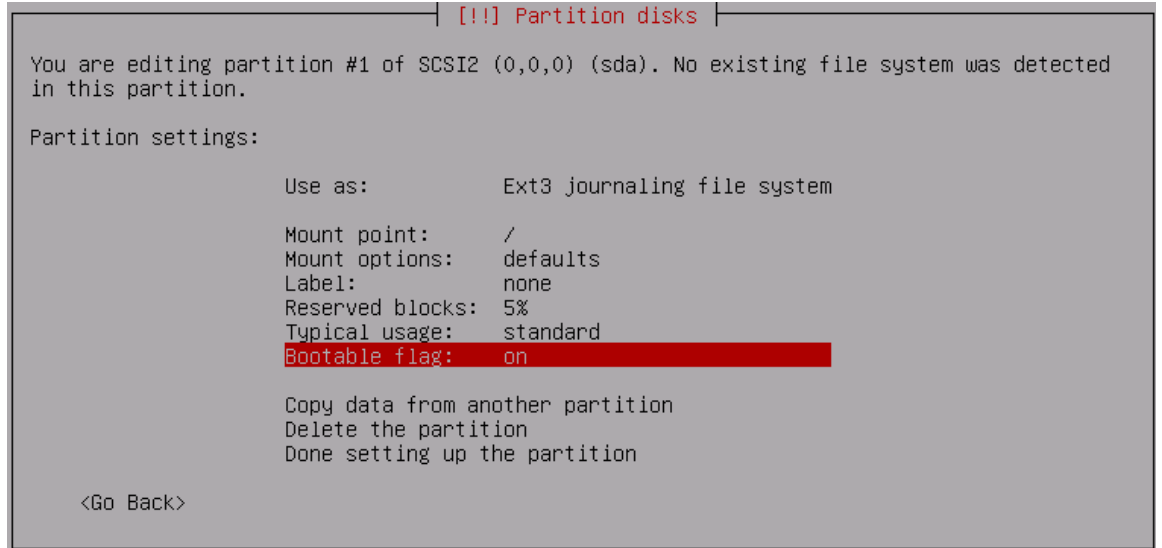 [!!] Partition disks
You are editing partition #1 of SCSI2 (0,0,0) (sda). No existing file system was detected
in this partition.
Partition settings:
Use as: Ext3 journaling file system
Mount point: /
Mount options: defaults
Label: none
Reserved blocks: 5%
Typical usage: standard
Bootable flag: on
Copy data from another partition
Delete the partition
Done setting up the partition
<Go Back>